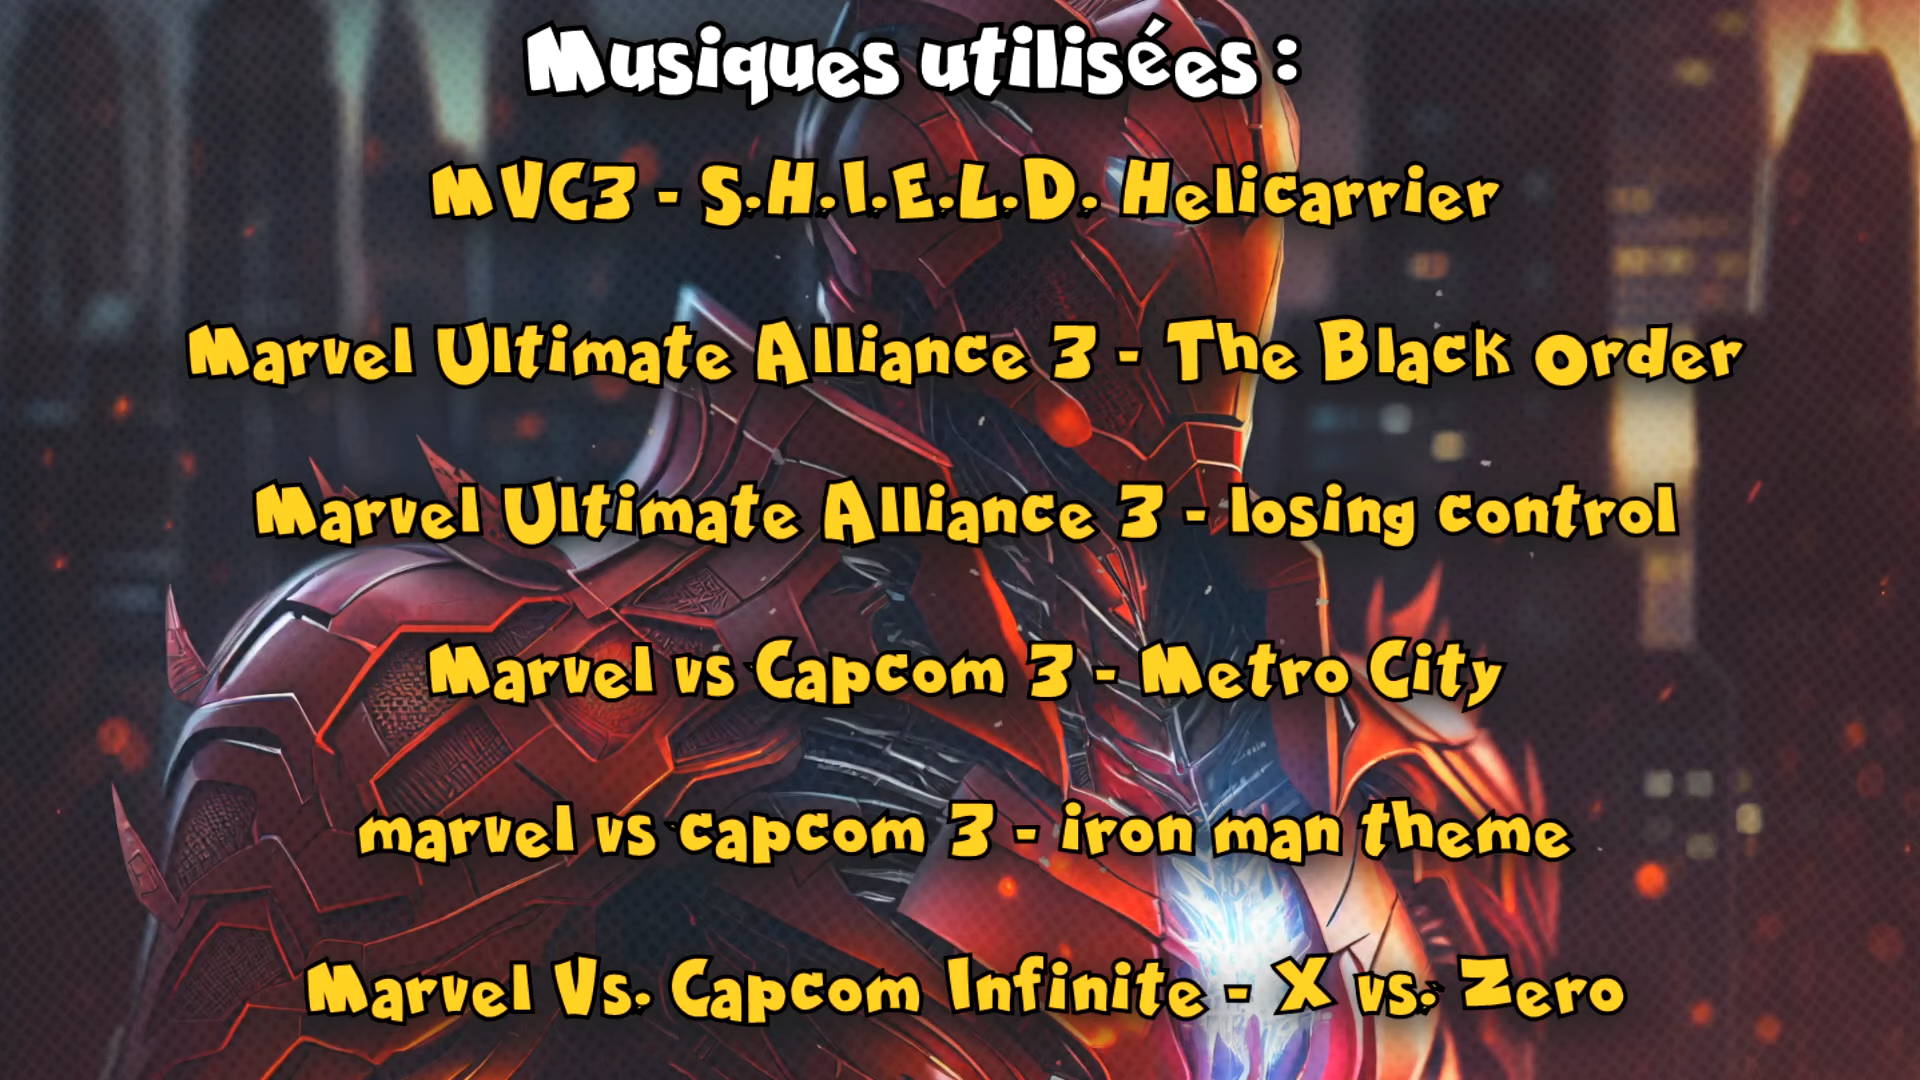 Musiques utilisées :
MVC3 - S.H.I.E.L.D. Helicarrier
Marvel Ultimate Alliance 3 - The Black Order
Marvel Ultimate Alliance 3 - losing control
Marvel vs Capcom 3 - Metro City
marvel vs capcom 3 - iron man theme
Marvel Vs. Capcom Infinite - X vs. Zero